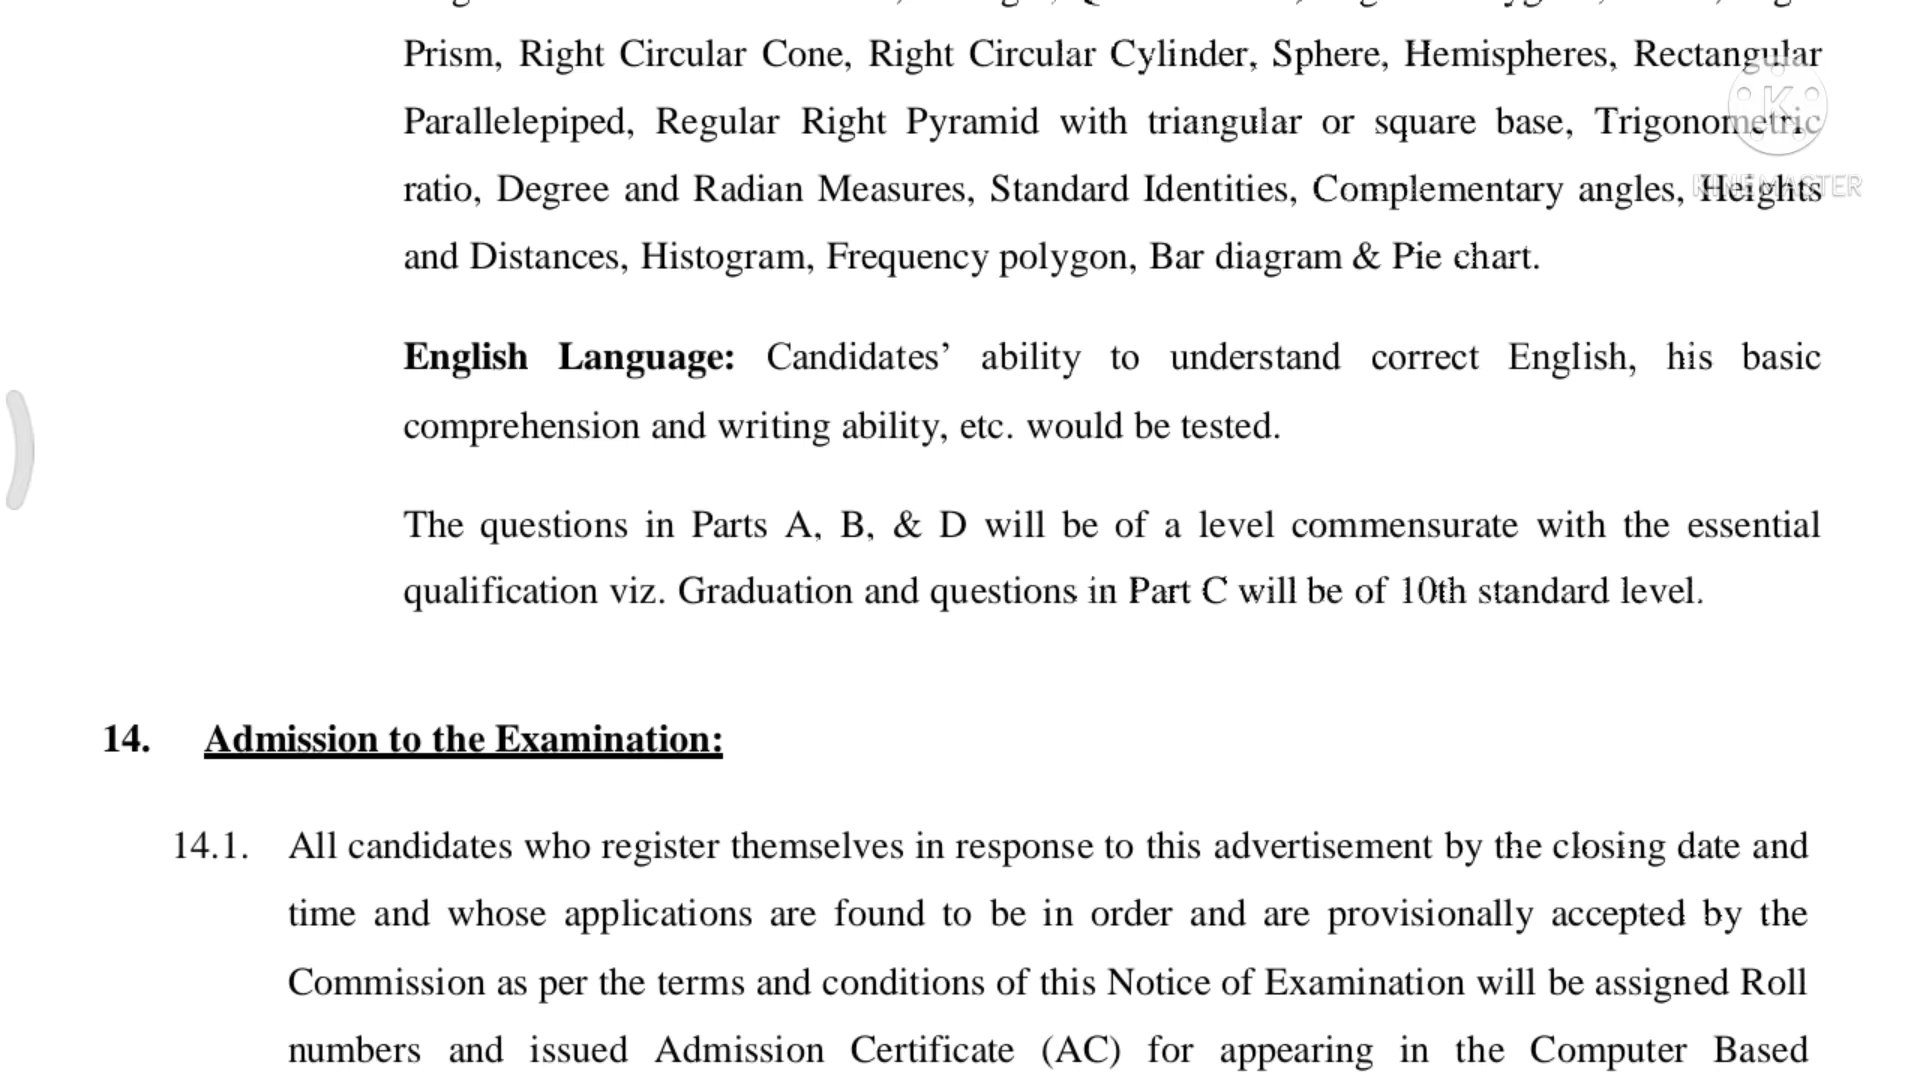 Prism, Right Circular Cone, Right Circular Cylinder, Sphere, Hemispheres, Rectangular
Parallelepiped, Regular Right Pyramid with triangular or square base, Trigonometric
ratio, Degree and Radian Measures, Standard Identities, Complementary angles, Heights
and Distances, Histogram, Frequency polygon, Bar diagram & Pie chart.
K
KINEMASTER
English Language: Candidates’ ability to understand correct English, his basic
comprehension and writing ability, etc. would be tested.
The questions in Parts A, B, & D will be of a level commensurate with the essential
qualification viz. Graduation and questions in Part C will be of 10th standard level.
14. Admission to the Examination:
14.1. All candidates who register themselves in response to this advertisement by the closing date and
time and whose applications are found to be in order and are provisionally accepted by the
Commission as per the terms and conditions of this Notice of Examination will be assigned Roll
numbers and issued Admission Certificate (AC) for appearing in the Computer Based